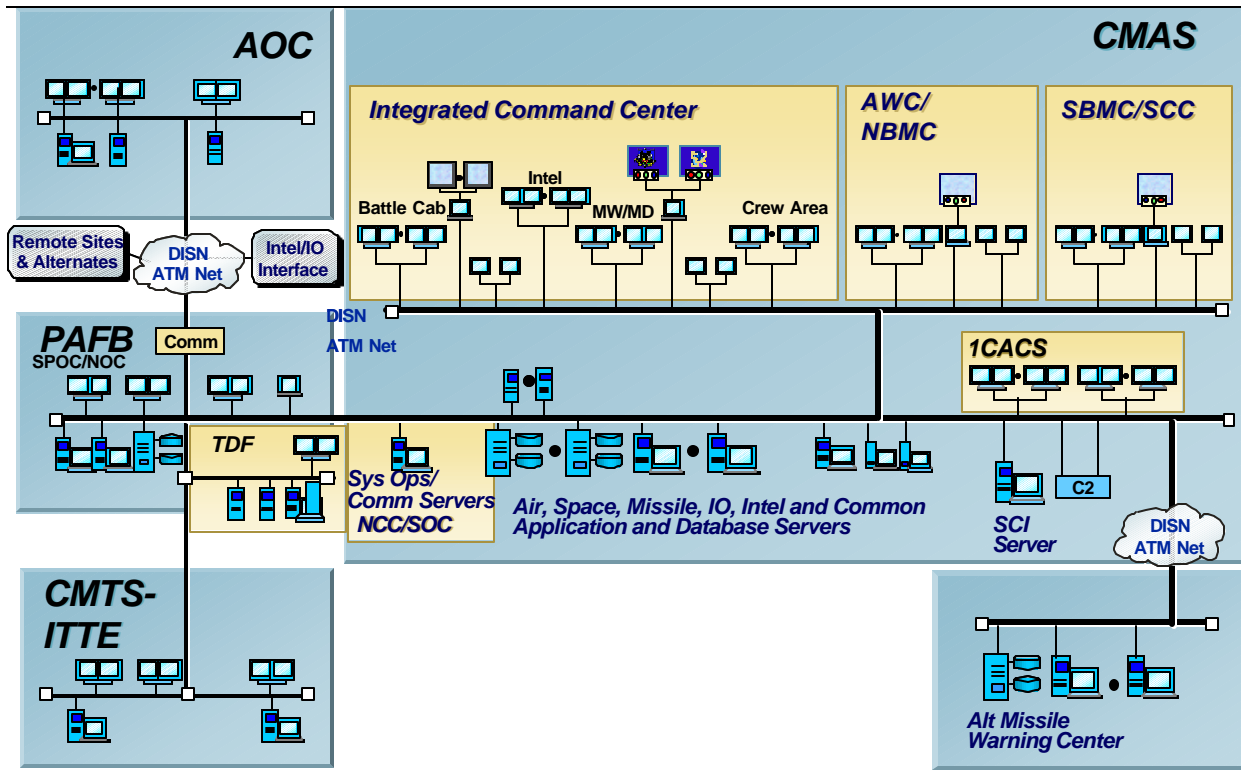 AOC
CMAS
Integrated Command Center
AWC/
NBMC
SBMC/SCC
Intel
Battle Cab
MW/MD
Crew Area
Remote Sites
& Alternates
DISN
ATM Net
Intel/IO
Interface
PAFB
SPOC/NOC
Comm
DISN
ATM Net
1CACS
TDF
Sys Ops/
Comm Servers
NCC/SOC
Air, Space, Missile, IO, Intel and Common
Application and Database Servers
SCI
Server
C2
DISN
ATM Net
CMTS-
ITTE
Alt Missile
Warning Center